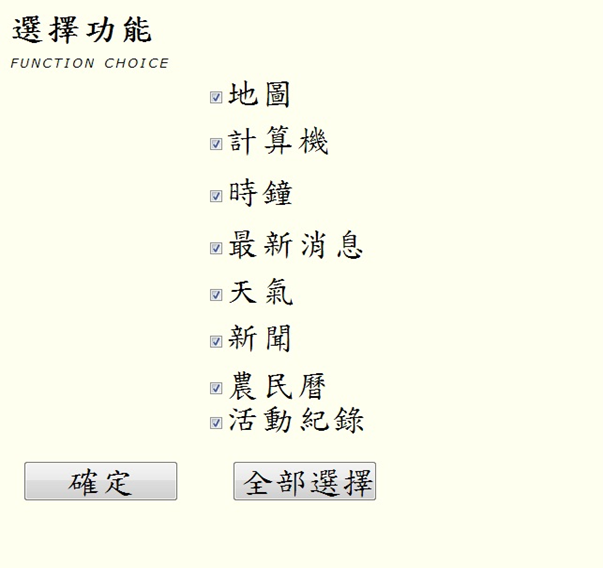 選擇功能
FUNCTION CHOICE
地圖
計算機
時鐘
最新消息
天氣
新聞
農民曆
活動紀錄
確定 全部選擇